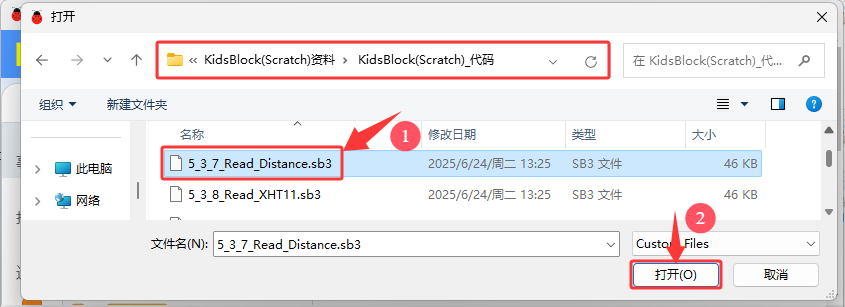 打开
« KidsBlock(Scratch)资料 › KidsBlock(Scratch)_代码
在 KidsBlock(Scratch)_代...
组织
新建文件夹
名称 修改日期 类型 大小
1
5_3_7_Read_Distance.sb3 2025/6/24/周二 13:25 SB3 文件 46 KB
5_3_8_Read_XHT11.sb3 2025/6/24/周二 13:25 SB3 文件 46 KB
此电脑
网络
2
文件名(N): 5_3_7_Read_Distance.sb3
打开(O) 取消